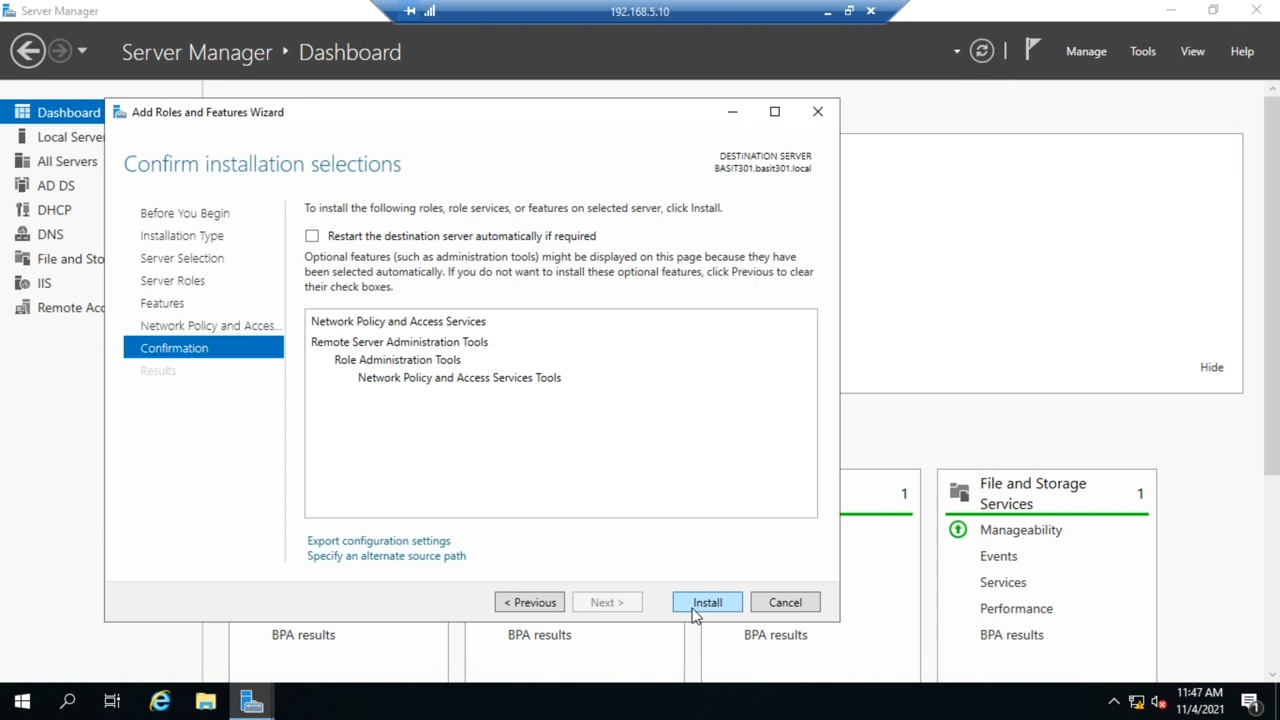 Server Manager
192.168.5.10
Server Manager
Dashboard
Manage
Tools
View
Help
Dashboard
Local Server
All Servers
AD DS
DHCP
DNS
File and Sto
IIS
Remote Acc
Add Roles and Features Wizard
Confirm installation selections
DESTINATION SERVER
BASIT301.basit301.local
Before You Begin
Installation Type
Server Selection
Server Roles
Features
Network Policy and Acces...
Confirmation
Results
To install the following roles, role services, or features on selected server, click Install.
Restart the destination server automatically if required
Optional features (such as administration tools) might be displayed on this page because they have
been selected automatically. If you do not want to install these optional features, click Previous to clear
their check boxes.
Network Policy and Access Services
Remote Server Administration Tools
Role Administration Tools
Network Policy and Access Services Tools
Export configuration settings
Specify an alternate source path
< Previous
Next >
Install
Cancel
Hide
1
File and Storage
Services
1
Manageability
Events
Services
Performance
BPA results
BPA results
BPA results
BPA results
11:47 AM
11/4/2021
1